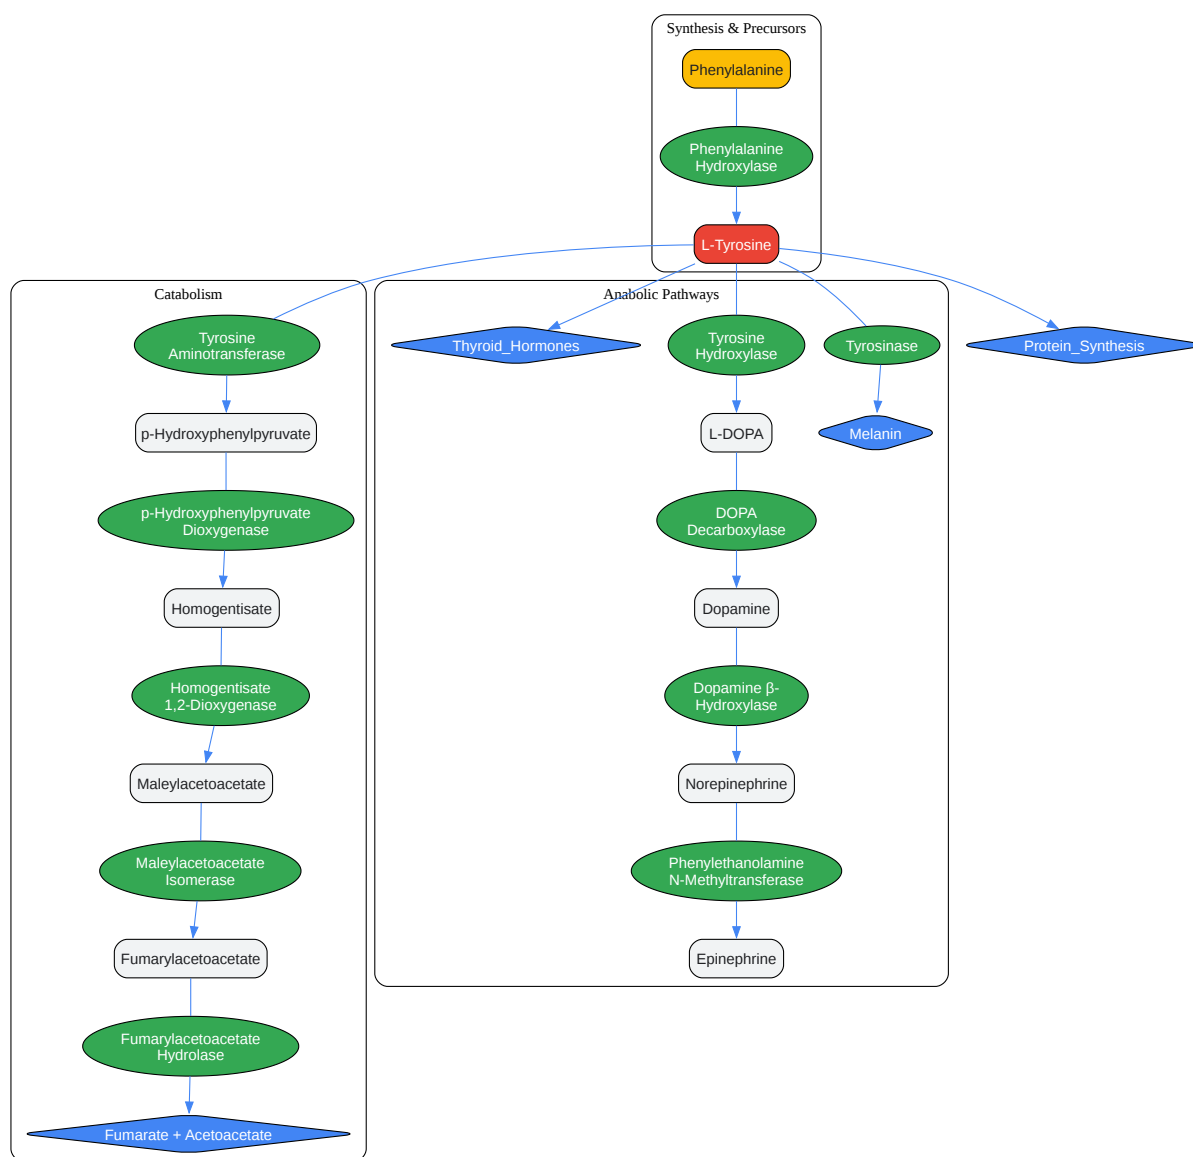 Synthesis & Precursors
Phenylalanine
Phenylalanine
Hydroxylase
L-Tyrosine
Catabolism
Tyrosine
Aminotransferase
p-Hydroxyphenylpyruvate
p-Hydroxyphenylpyruvate
Dioxygenase
Homogentisate
Homogentisate
1,2-Dioxygenase
Maleylacetoacetate
Maleylacetoacetate
Isomerase
Fumarylacetoacetate
Fumarylacetoacetate
Hydrolase
Fumarate + Acetoacetate
Anabolic Pathways
Thyroid_Hormones
Tyrosine
Hydroxylase
L-DOPA
DOPA
Decarboxylase
Dopamine
Dopamine β-
Hydroxylase
Norepinephrine
Phenylethanolamine
N-Methyltransferase
Epinephrine
Tyrosinase
Melanin
Protein_Synthesis